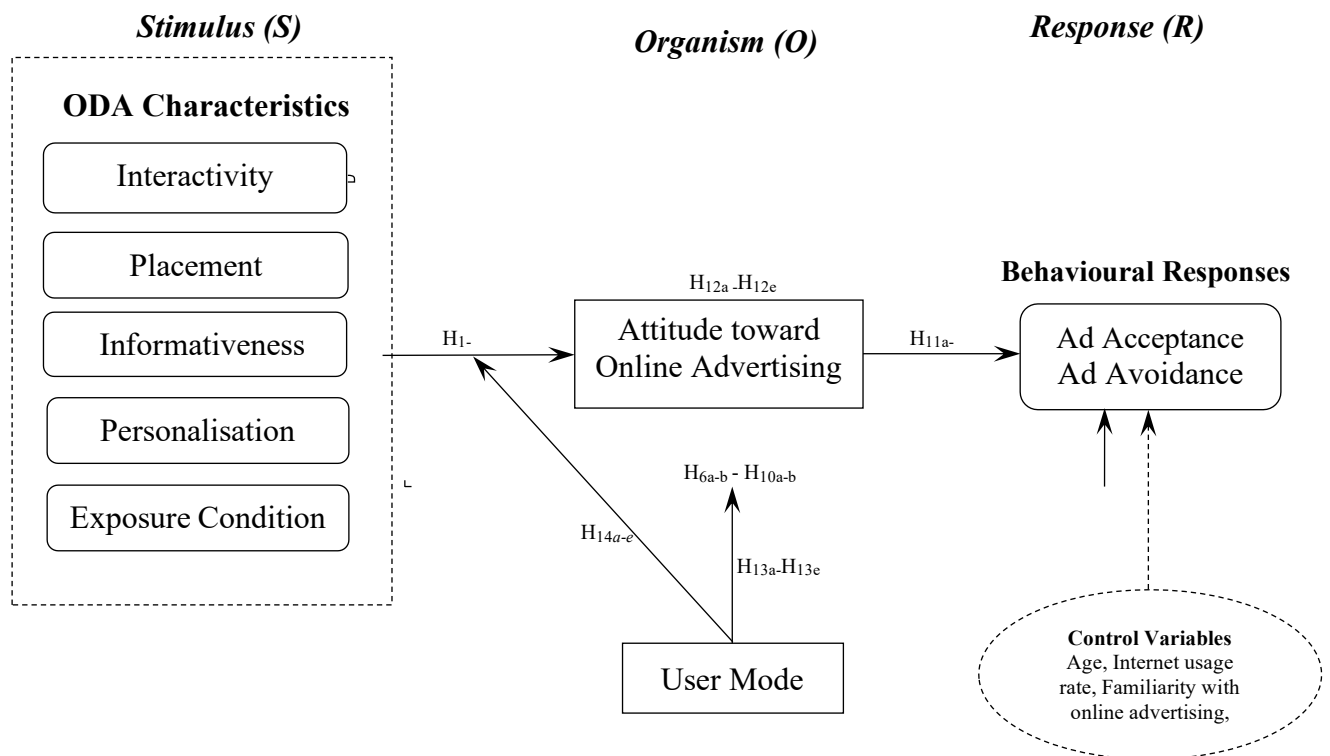 Stimulus (S)
Organism (O)
Response (R)
ODA Characteristics
Interactivity
Placement
Informativeness
Personalisation
Exposure Condition
H1-
H12a -H12e
Attitude toward
Online Advertising
H11a-
Behavioural Responses
Ad Acceptance
Ad Avoidance
H6a-b - H10a-b
H14a-e
H13a-H13e
User Mode
Control Variables
Age, Internet usage
rate, Familiarity with
online advertising,